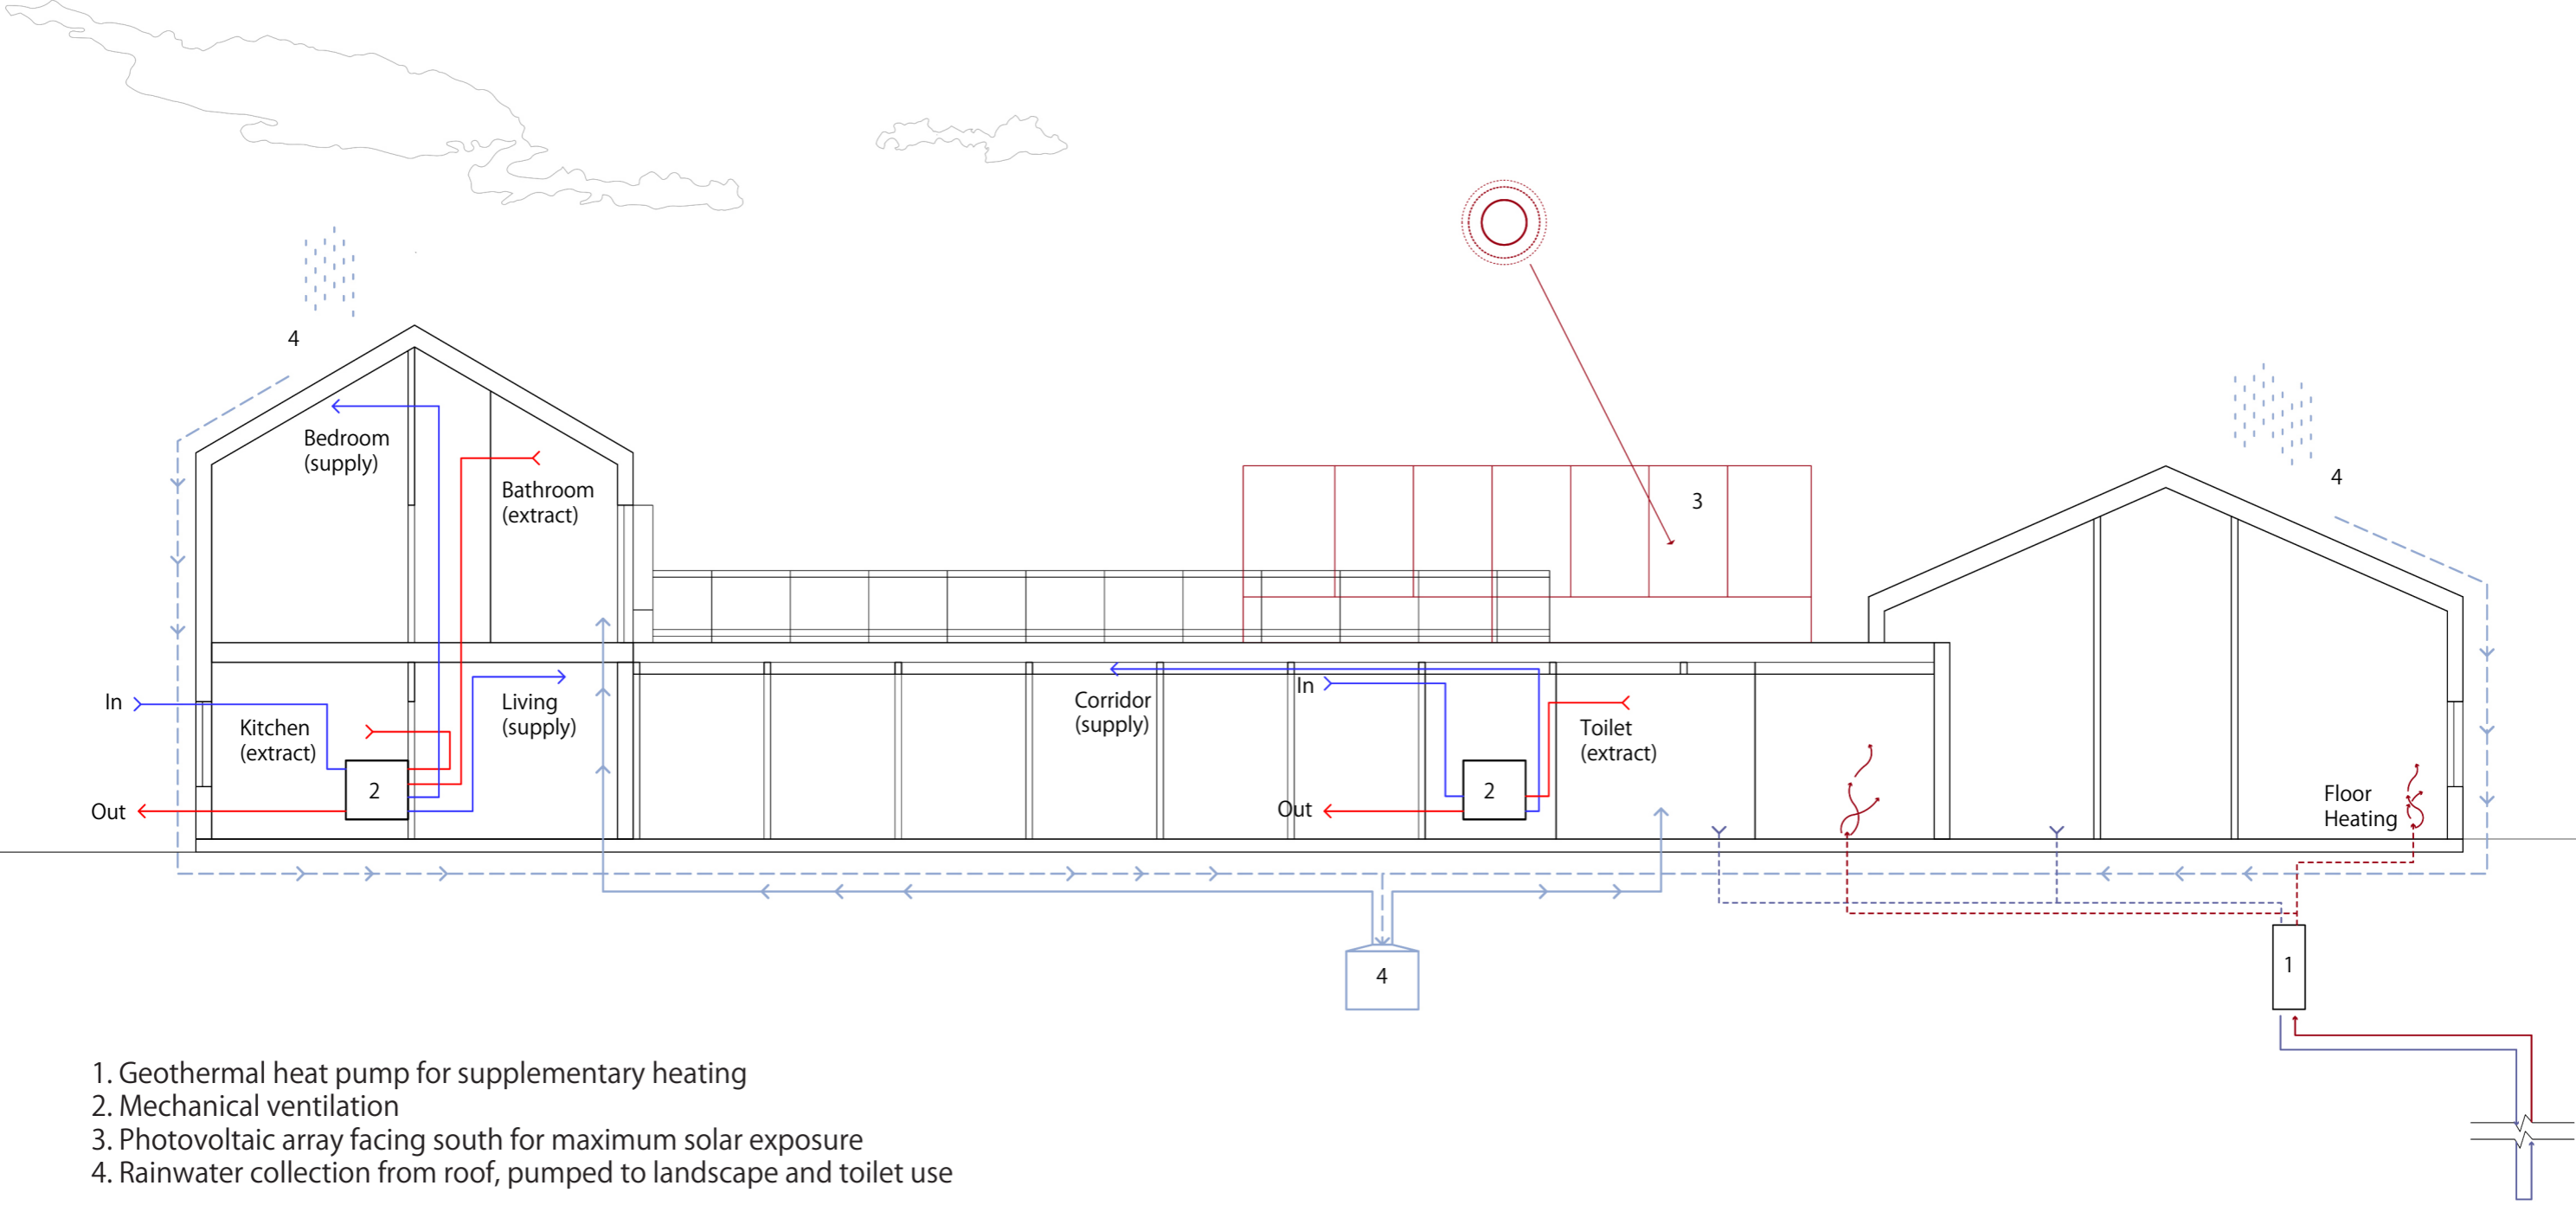 4
Bedroom
(supply)
Bathroom
(extract)
3
4
In
Kitchen
(extract)
Living
(supply)
2
Out
Corridor
(supply)
In
Toilet
(extract)
2
Out
Floor
Heating
4
1
1. Geothermal heat pump for supplementary heating
2. Mechanical ventilation
3. Photovoltaic array facing south for maximum solar exposure
4. Rainwater collection from roof, pumped to landscape and toilet use